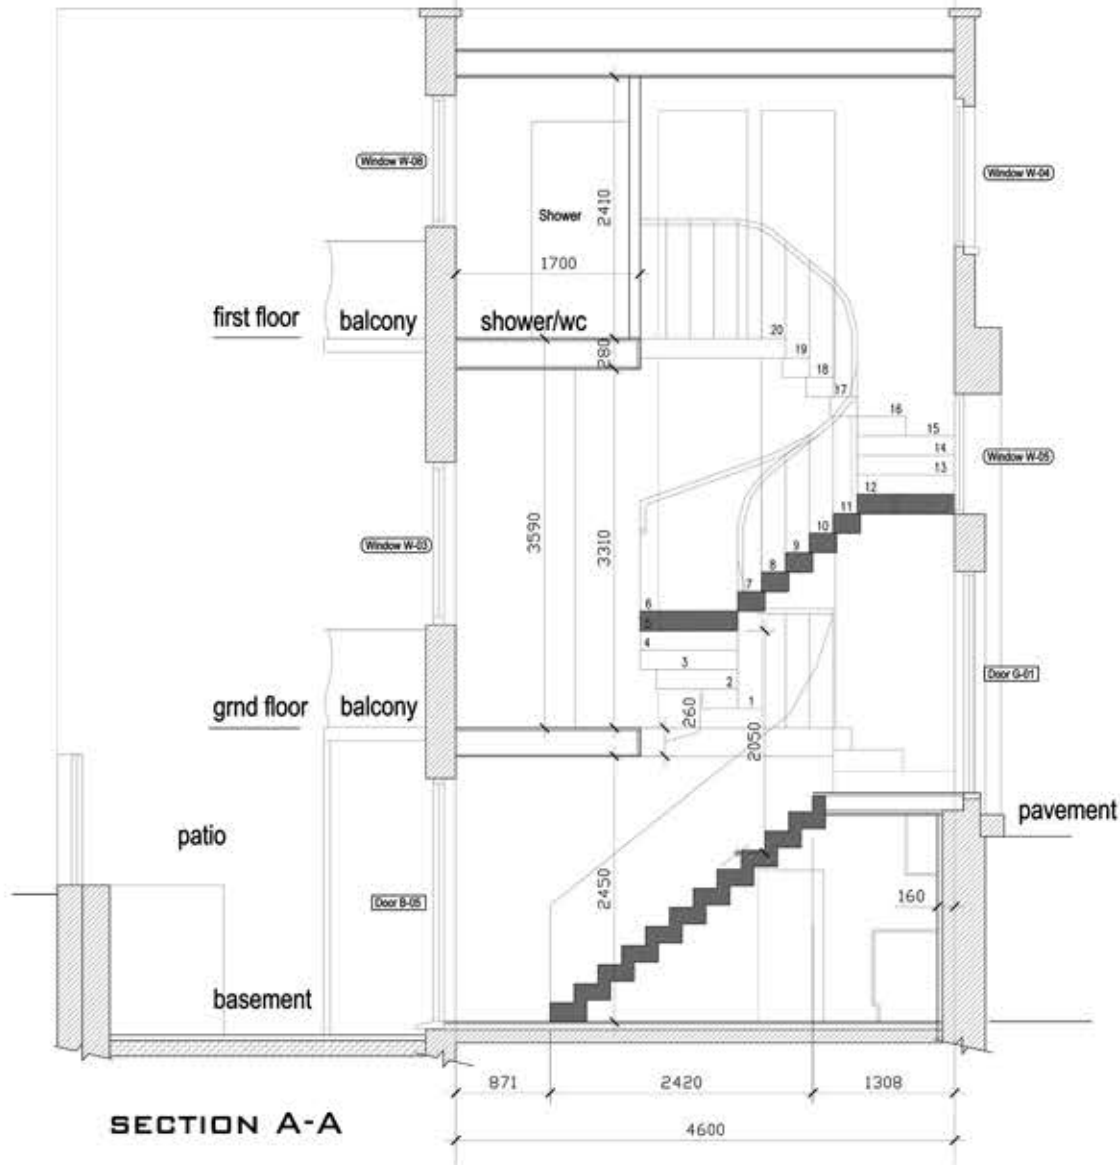 Window W-08
Window W-04
2410
Shower
1700
first floor
balcony
shower/wc
20
280
19
18
17
16
15
Window W-03
Window W-05
14
13
12
3590
3310
11
10
9
8
7
6
5
4
3
2
1
Door G-01
grnd floor
balcony
260
2050
pavement
patio
2450
160
Door B-05
basement
871
2420
1308
SECTION A-A
4600